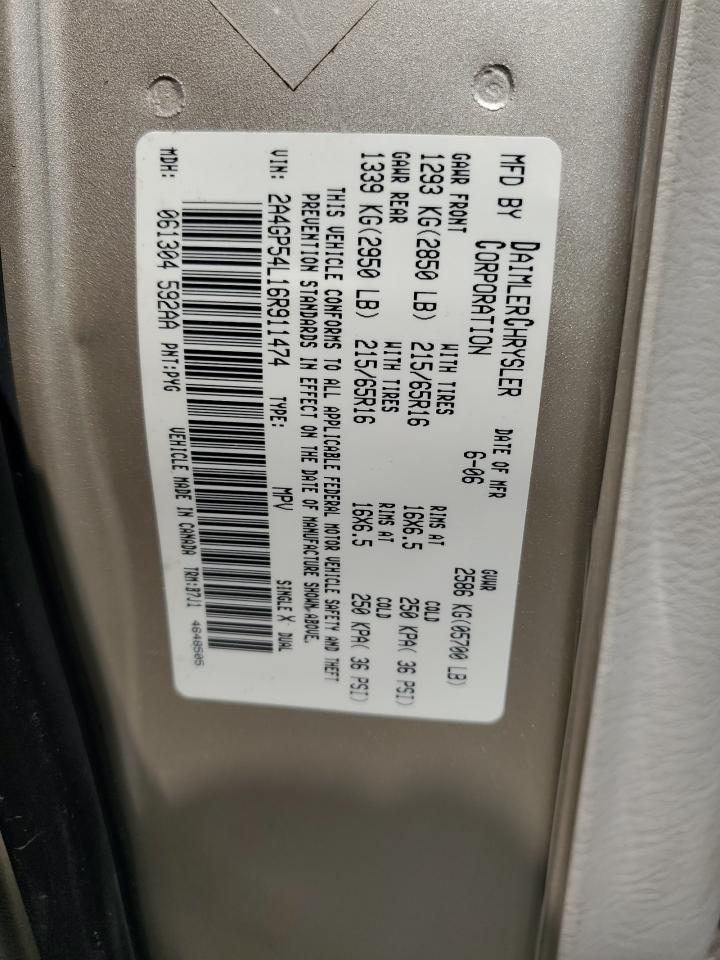 MFD BY DAIMLERCHRYSLER CORPORATION
DATE OF MFR 6-06
GVWR 2586 KG(05700 LB)
GAWR FRONT WITH TIRES RIMS AT COLD
1293 KG(2850 LB) 215/65R16 16X6.5 250 KPA( 36 PSI)
GAWR REAR WITH TIRES RIMS AT COLD
1339 KG(2950 LB) 215/65R16 16X6.5 250 KPA( 36 PSI)
THIS VEHICLE CONFORMS TO ALL APPLICABLE FEDERAL MOTOR VEHICLE SAFETY AND THEFT
PREVENTION STANDARDS IN EFFECT ON THE DATE OF MANUFACTURE SHOWN ABOVE.
VIN: 2A4GP54L16R911474 TYPE: MPV SINGLE X DUAL
MDH: 061304 592AA PNT:PYG
VEHICLE MADE IN CANADA TRM:B7J1 4648505